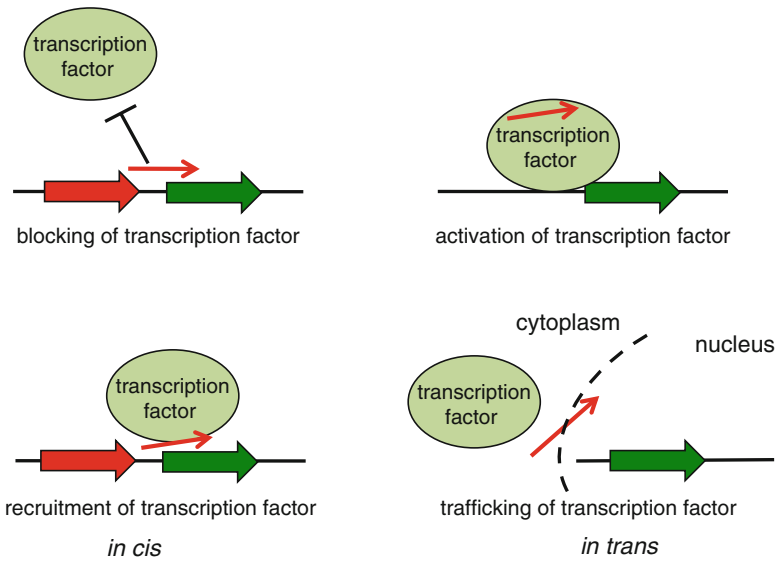 transcription
factor
blocking of transcription factor
transcription
factor
activation of transcription factor
transcription
factor
recruitment of transcription factor
in cis
cytoplasm
nucleus
transcription
factor
trafficking of transcription factor
in trans